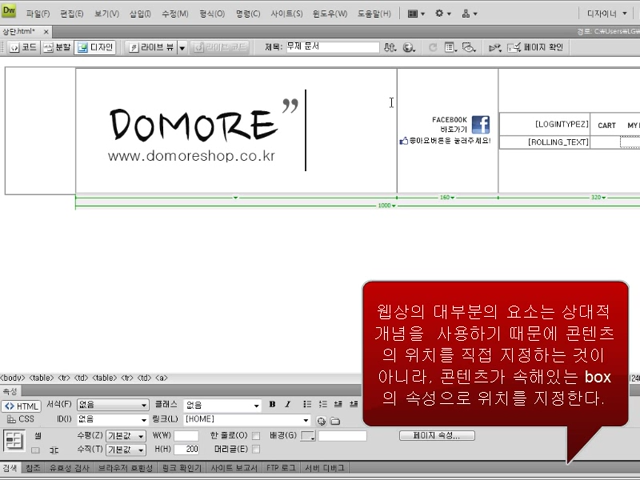 Dw 파일(F) 편집(E) 보기(V) 삽입(I) 수정(M) 형식(O) 명령(C) 사이트(S) 윈도우(W) 도움말(H) 디자이너
상단.html*
코드 분할 디자인 라이브 뷰 라이브 코드 제목: 무제 문서 페이지 확인
DOMORE”
www.domoreshop.co.kr
FACEBOOK
바로가기
좋아요버튼을 눌러주세요!
[LOGINTYPEZ] CART
[ROLLING_TEXT]
1000 160 320
웹상의 대부분의 요소는 상대적
개념을 사용하기 때문에 콘텐츠
의 위치를 직접 지정하는 것이
아니라, 콘텐츠가 속해있는 box
의 속성으로 위치를 지정한다.
<body> <table> <tr> <td> <table> <tr> <td> <a>
속성
HTML 서식(F) 없음 클래스 없음 B I
CSS ID(I) 없음 링크(L) [HOME]
셀 수평(Z) 기본값 W(W) 한 줄로(O) 배경(G) 페이지 속성...
수직(T) 기본값 H(H) 200 머리글(E)
검색 참조 유효성 검사 브라우저 호환성 링크 확인기 사이트 보고서 FTP 로그 서버 디버그